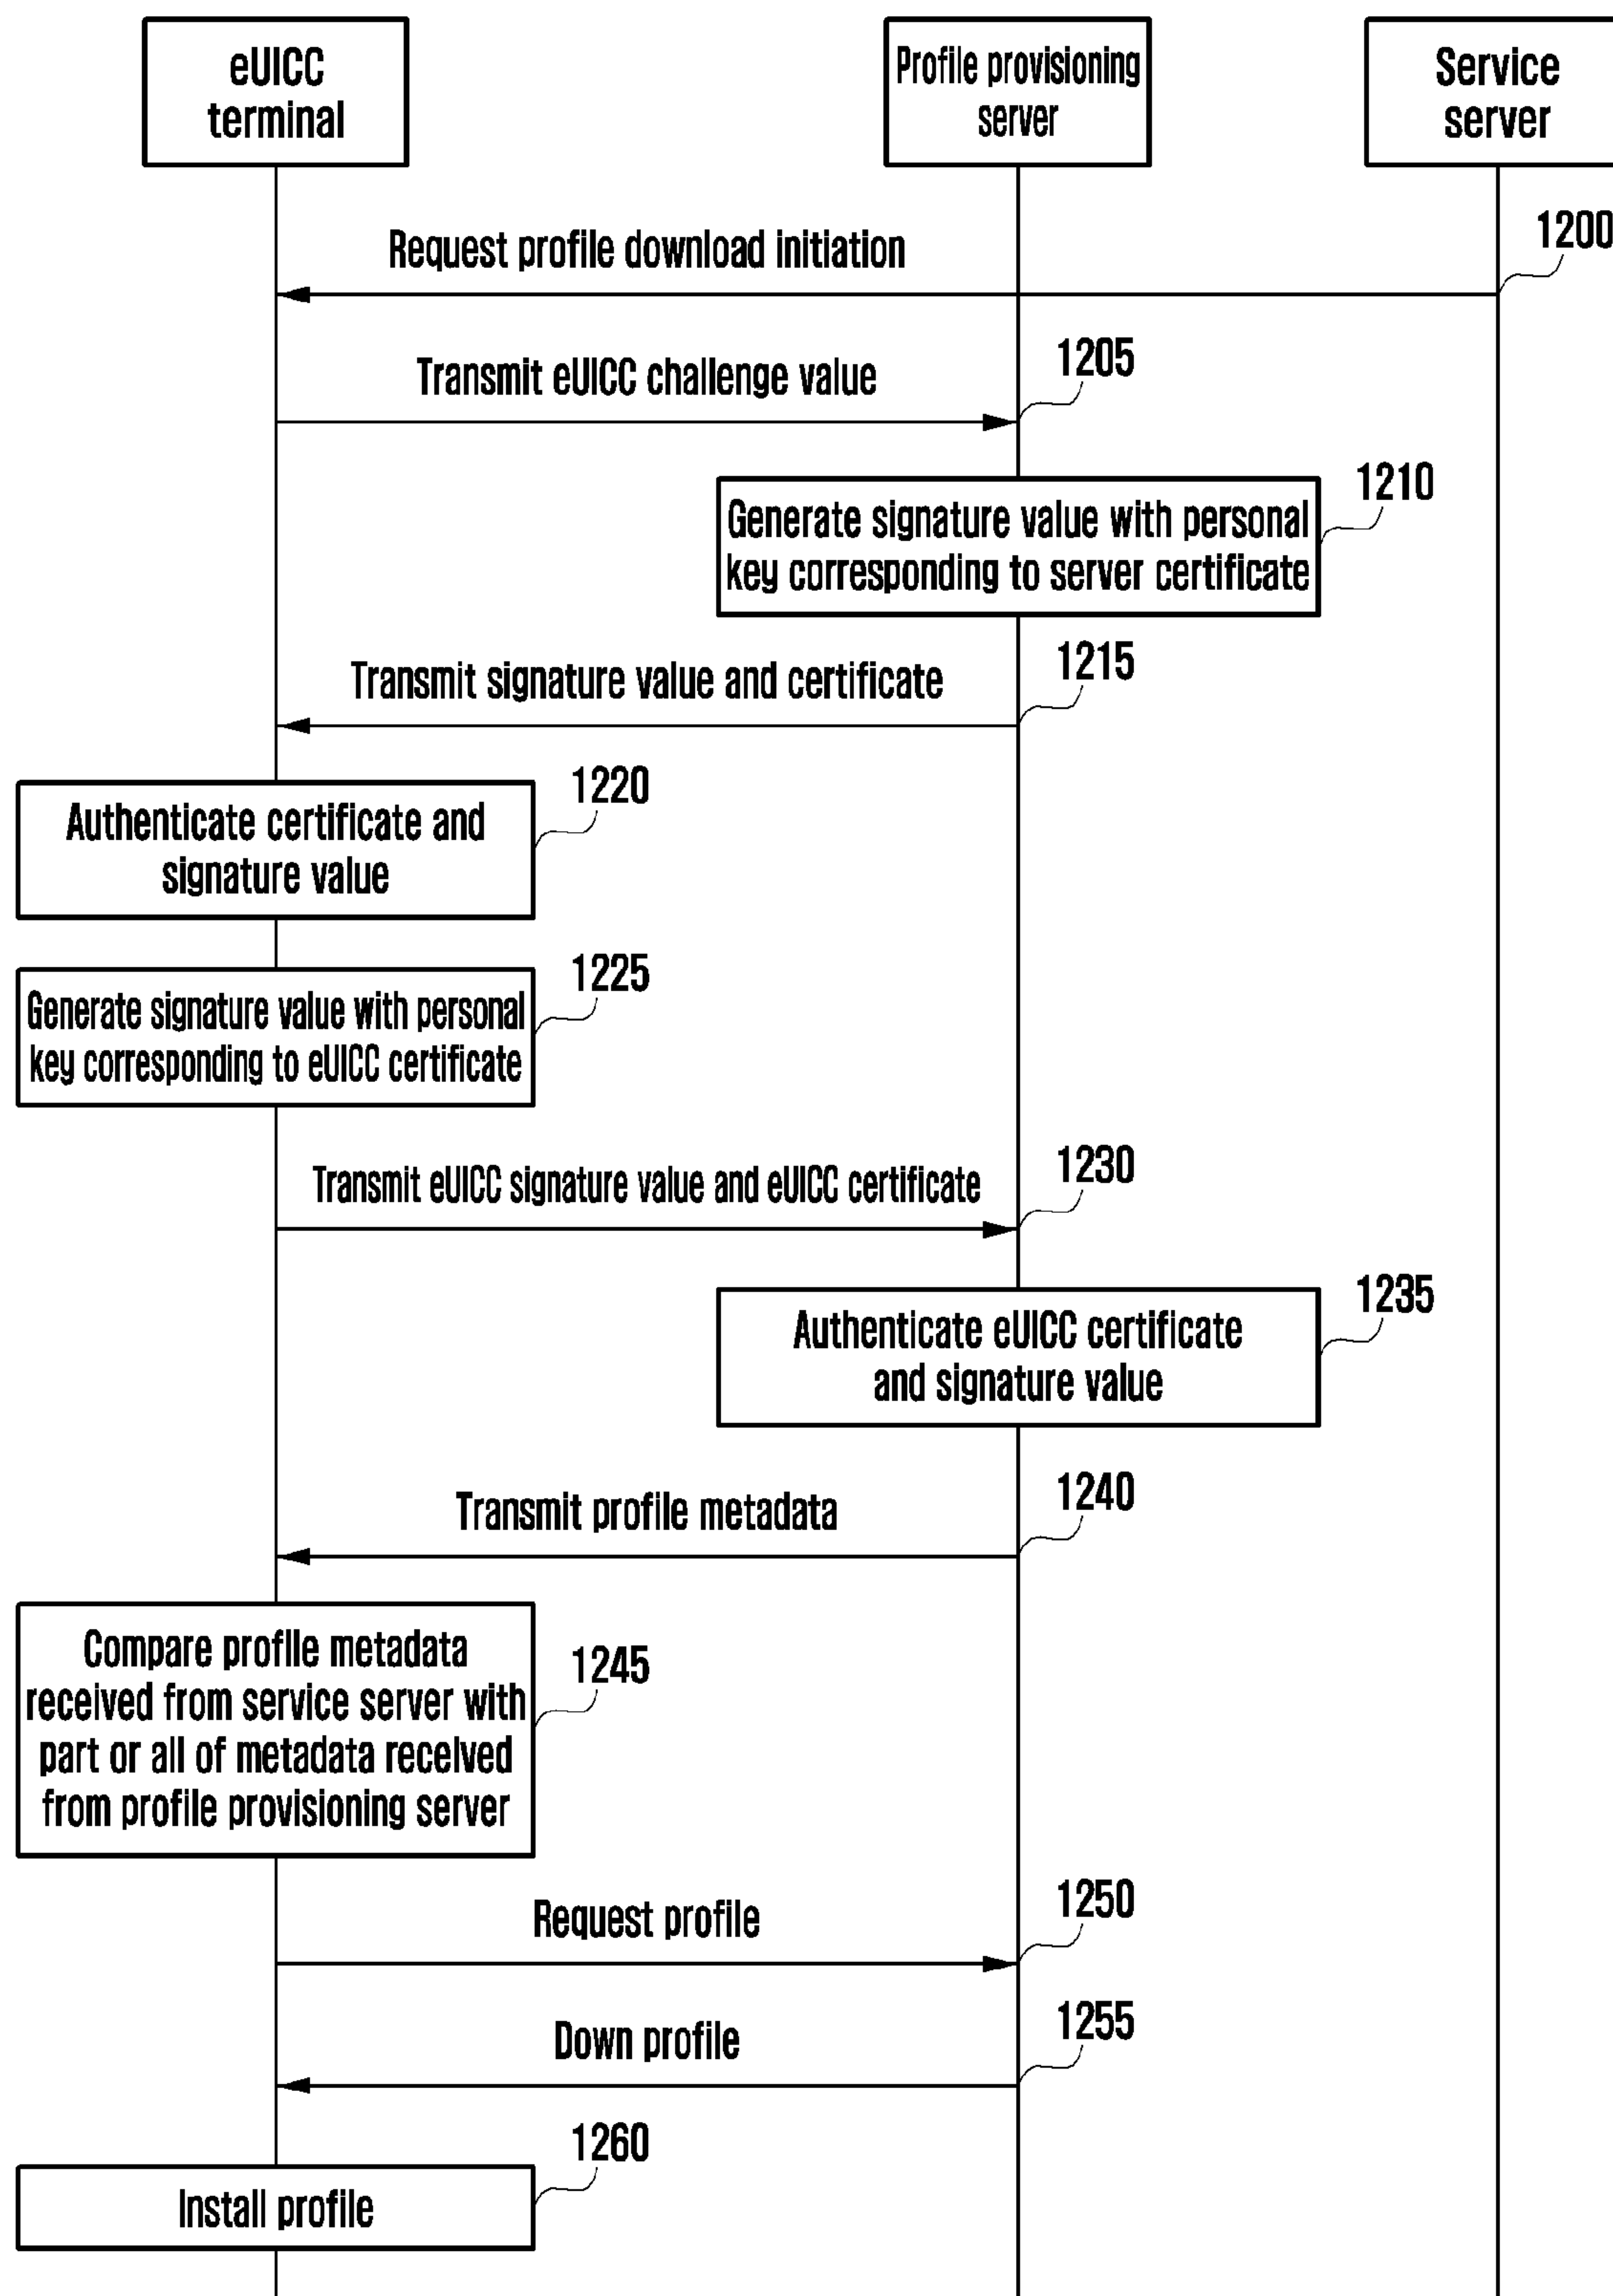 eUICC
terminal
Profile provisioning
server
Service
server
1200
Request profile download initiation
1205
Transmit eUICC challenge value
1210
Generate signature value with personal
key corresponding to server certificate
1215
Transmit signature value and certificate
1220
Authenticate certificate and
signature value
1225
Generate signature value with personal
key corresponding to eUICC certificate
1230
Transmit eUICC signature value and eUICC certificate
1235
Authenticate eUICC certificate
and signature value
1240
Transmit profile metadata
1245
Compare profile metadata
received from service server with
part or all of metadata received
from profile provisioning server
1250
Request profile
1255
Down profile
1260
Install profile